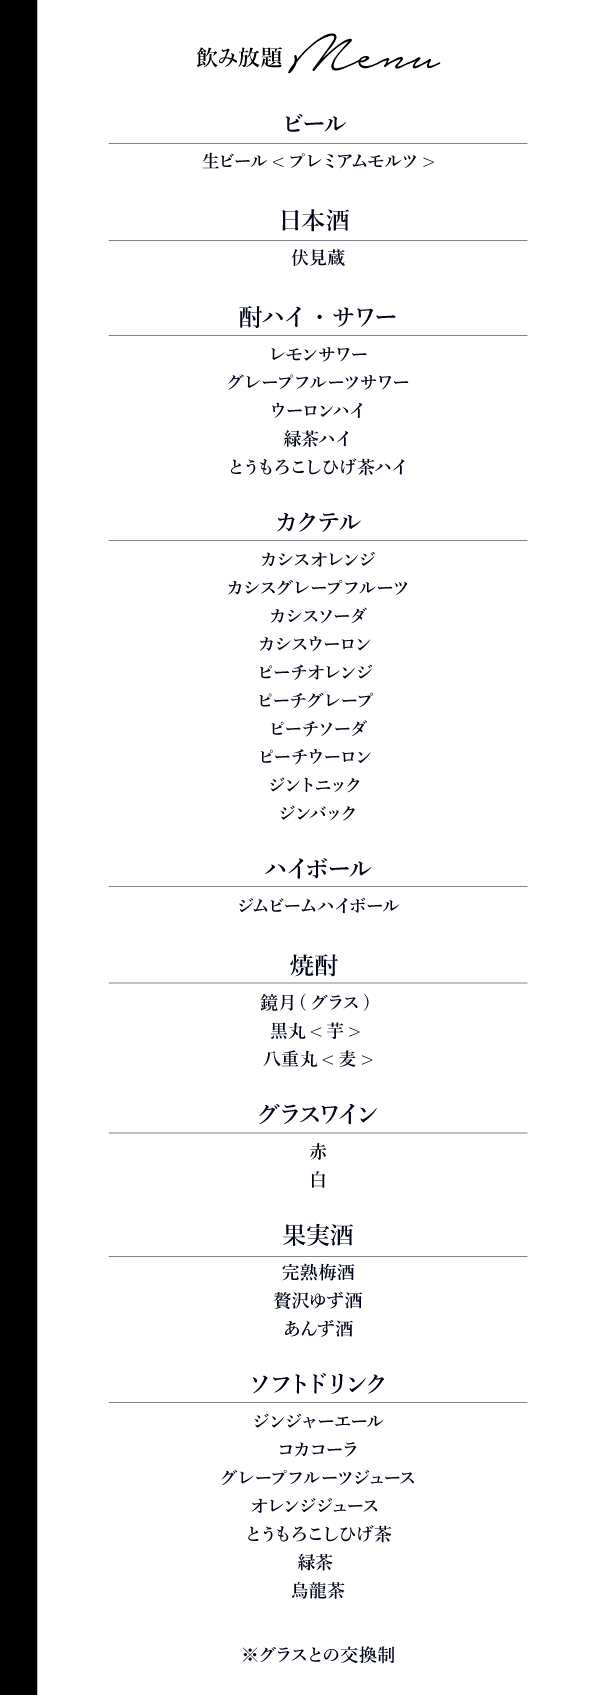 飲み放題 Menu
ビール
生ビール < プレミアムモルツ >
日本酒
伏見蔵
酎ハイ・サワー
レモンサワー
グレープフルーツサワー
ウーロンハイ
緑茶ハイ
とうもろこしひげ茶ハイ
カクテル
カシスオレンジ
カシスグレープフルーツ
カシスソーダ
カシスウーロン
ピーチオレンジ
ピーチグレープ
ピーチソーダ
ピーチウーロン
ジントニック
ジンバック
ハイボール
ジムビームハイボール
焼酎
鏡月 ( グラス )
黒丸 < 芋 >
八重丸 < 麦 >
グラスワイン
赤
白
果実酒
完熟梅酒
贅沢ゆず酒
あんず酒
ソフトドリンク
ジンジャーエール
コカコーラ
グレープフルーツジュース
オレンジジュース
とうもろこしひげ茶
緑茶
烏龍茶
※グラスとの交換制